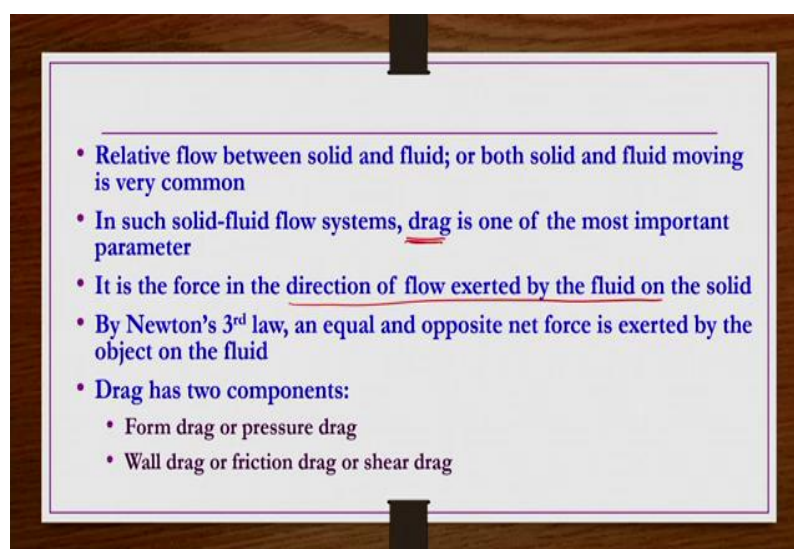 • Relative flow between solid and fluid; or both solid and fluid moving
is very common
• In such solid-fluid flow systems, drag is one of the most important
parameter
• It is the force in the direction of flow exerted by the fluid on the solid
• By Newton's 3rd law, an equal and opposite net force is exerted by the
object on the fluid
• Drag has two components:
• Form drag or pressure drag
• Wall drag or friction drag or shear drag